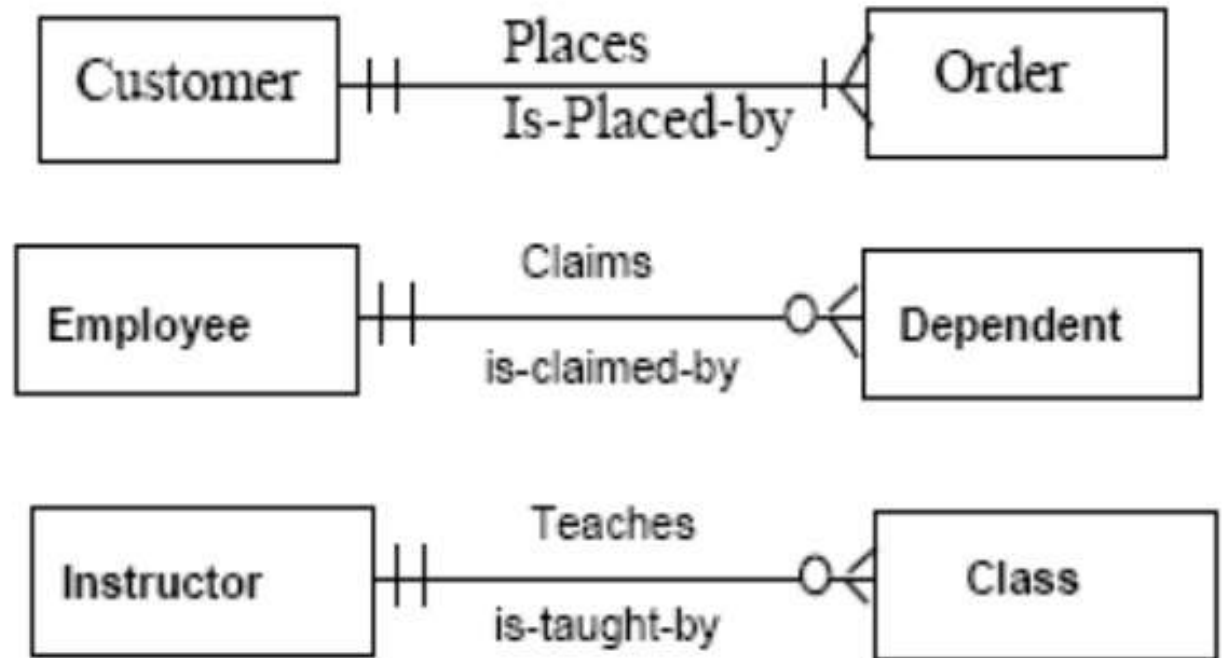 Customer
Places
Is-Placed-by
Order
Employee
Claims
is-claimed-by
Dependent
Instructor
Teaches
is-taught-by
Class